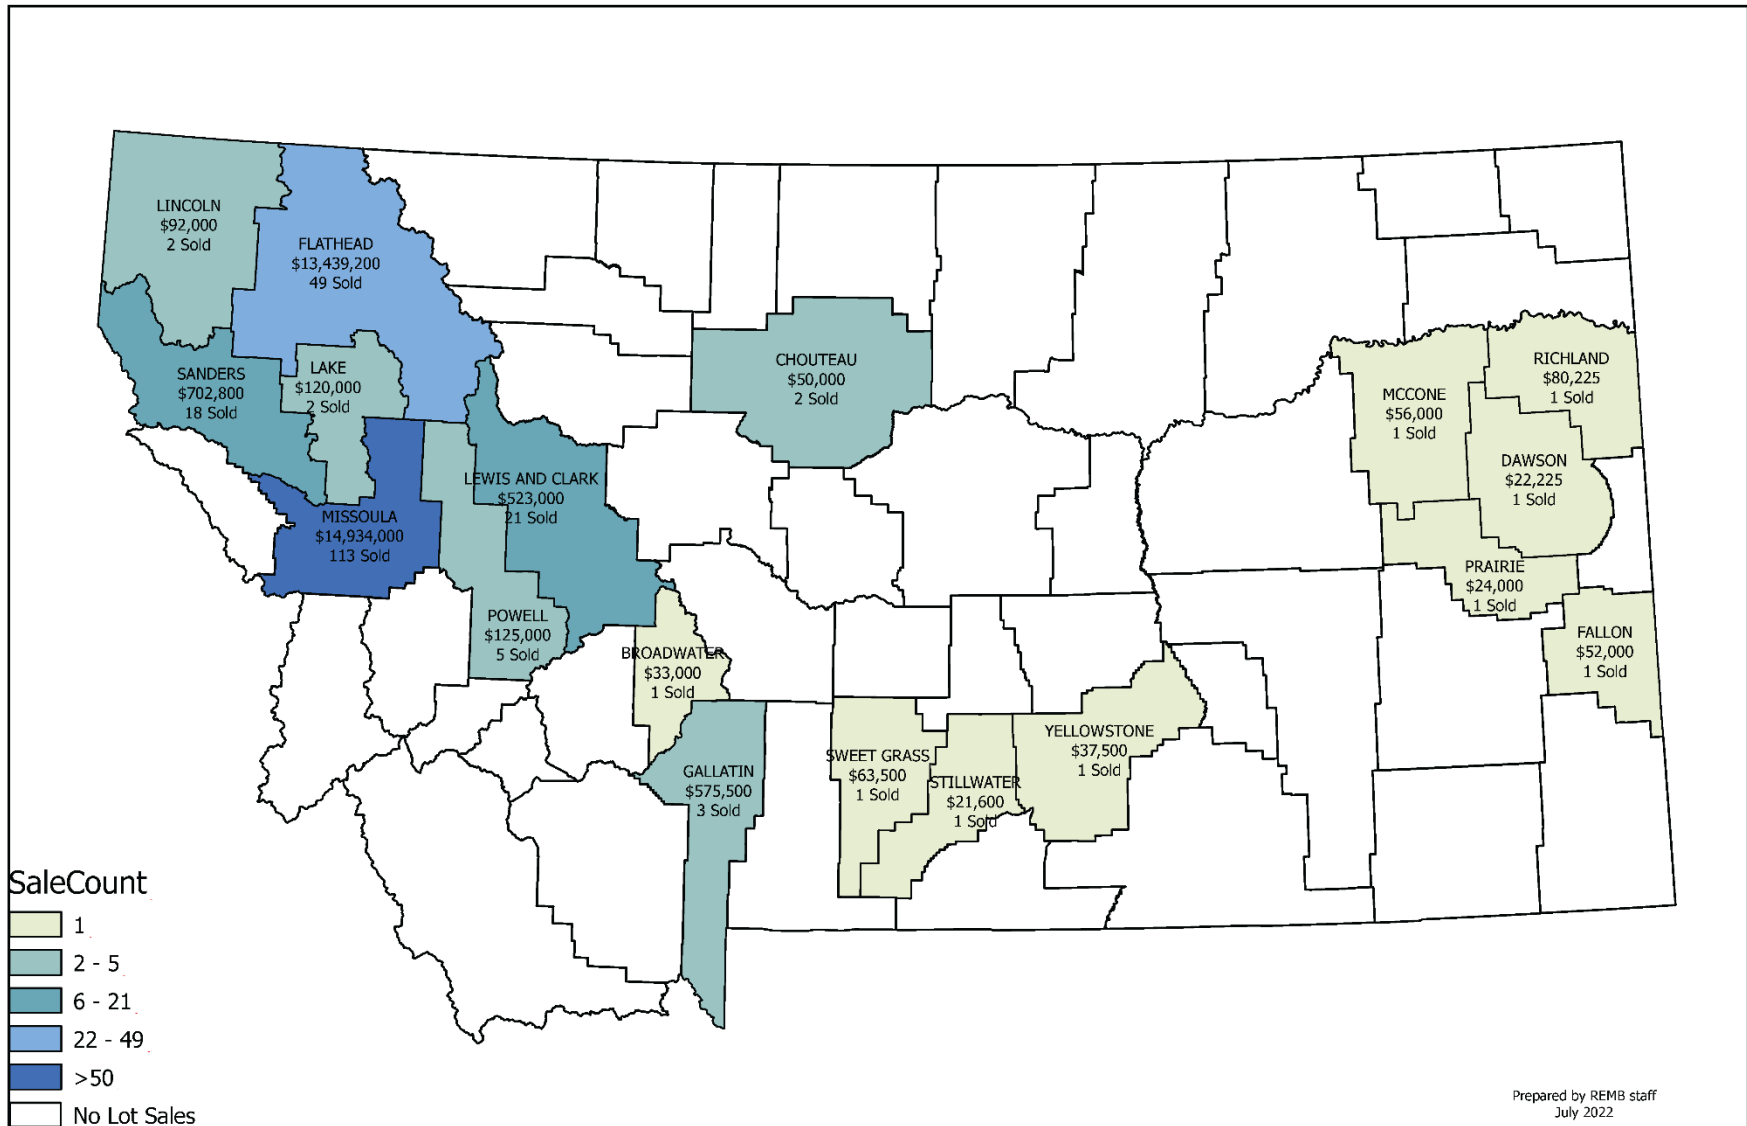 LINCOLN
$92,000
2 Sold
FLATHEAD
$13,439,200
49 Sold
SANDERS
$702,800
18 Sold
LAKE
$120,000
2 Sold
CHOUTEAU
$50,000
2 Sold
RICHLAND
$80,225
1 Sold
MCCONE
$56,000
1 Sold
DAWSON
$22,225
1 Sold
LEWIS AND CLARK
$523,000
21 Sold
MISSOULA
$14,934,000
113 Sold
PRAIRIE
$24,000
1 Sold
POWELL
$125,000
5 Sold
FALLON
$52,000
1 Sold
BROADWATER
$33,000
1 Sold
YELLOWSTONE
$37,500
1 Sold
SWEET GRASS
$63,500
1 Sold
GALLATIN
$575,500
3 Sold
STILLWATER
$21,600
1 Sold
SaleCount
1
2 - 5
6 - 21
22 - 49
>50
No Lot Sales
Prepared by REMB staff
July 2022